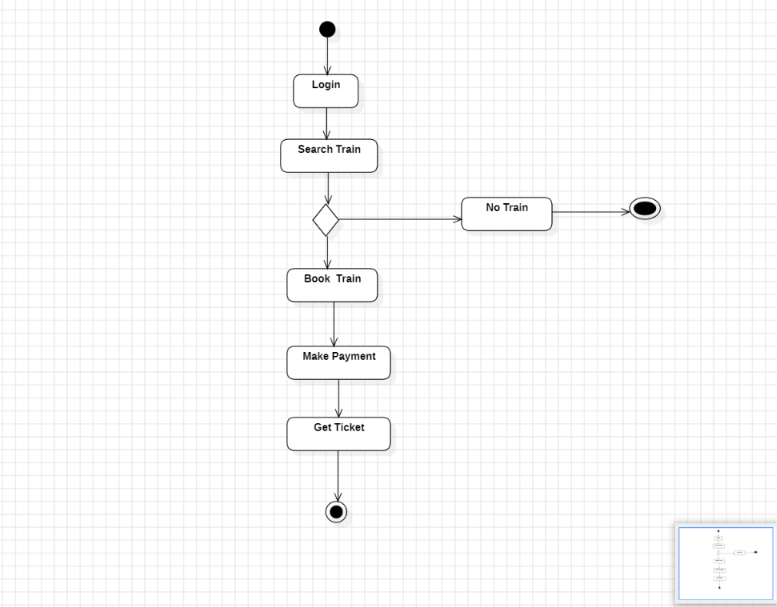 Login
Search Train
No Train
Book  Train
Make Payment
Get Ticket